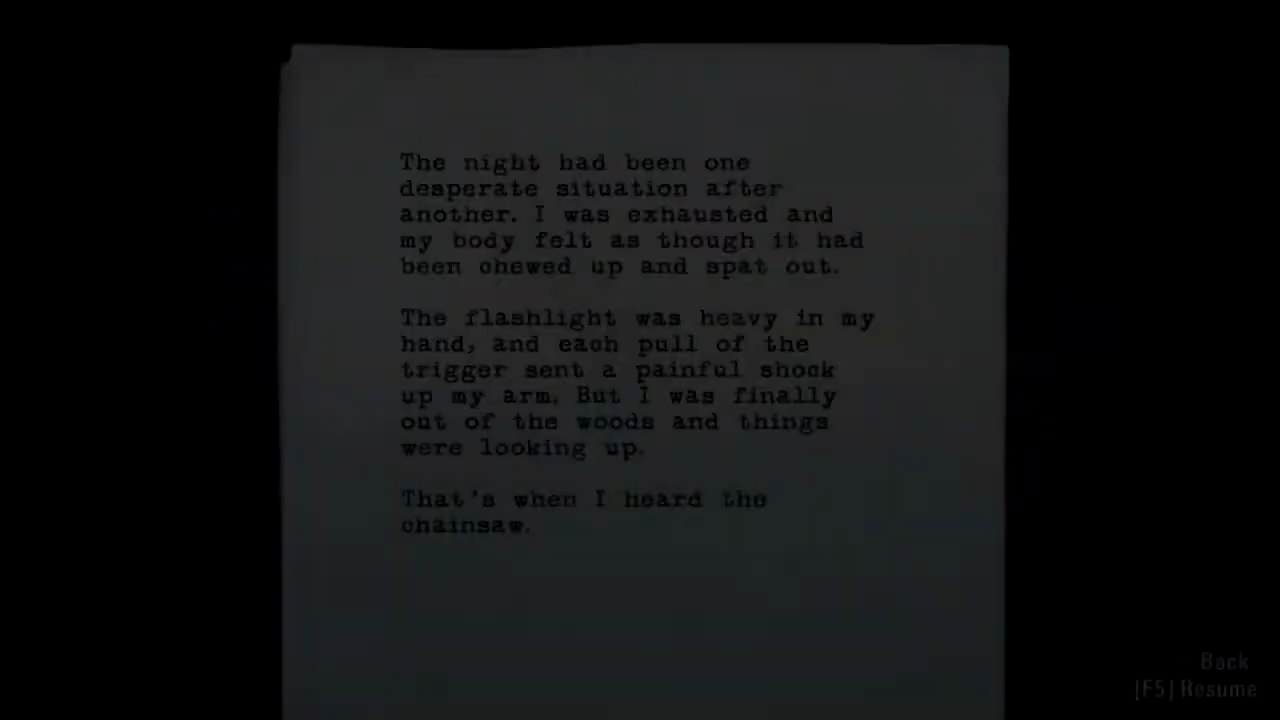 The night had been one
desperate situation after
another. I was exhausted and
my body felt as though it had
been chewed up and spat out.
The flashlight was heavy in my
hand, and each pull of the
trigger sent a painful shock
up my arm. But I was finally
out of the woods and things
were looking up.
That's when I heard the
chainsaw.
Back
[F5] Resume